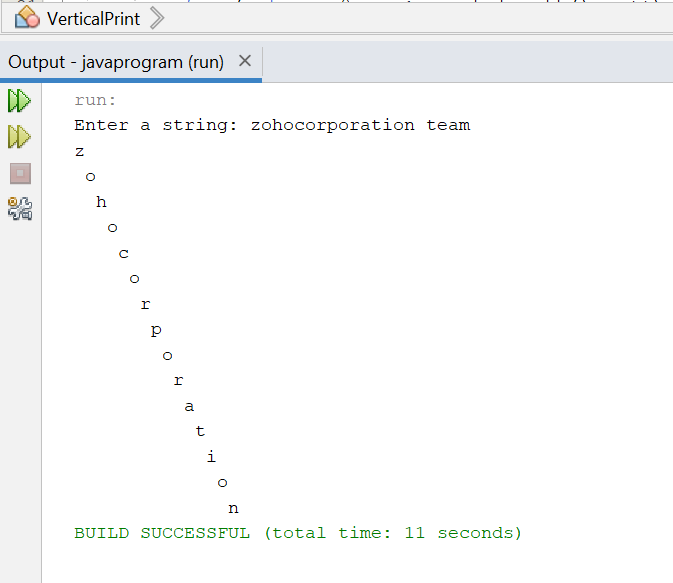 VerticalPrint
Output - javaprogram (run)
run:
Enter a string: zohocorporation team
z
o
h
o
c
o
r
p
o
r
a
t
i
o
n
BUILD SUCCESSFUL (total time: 11 seconds)